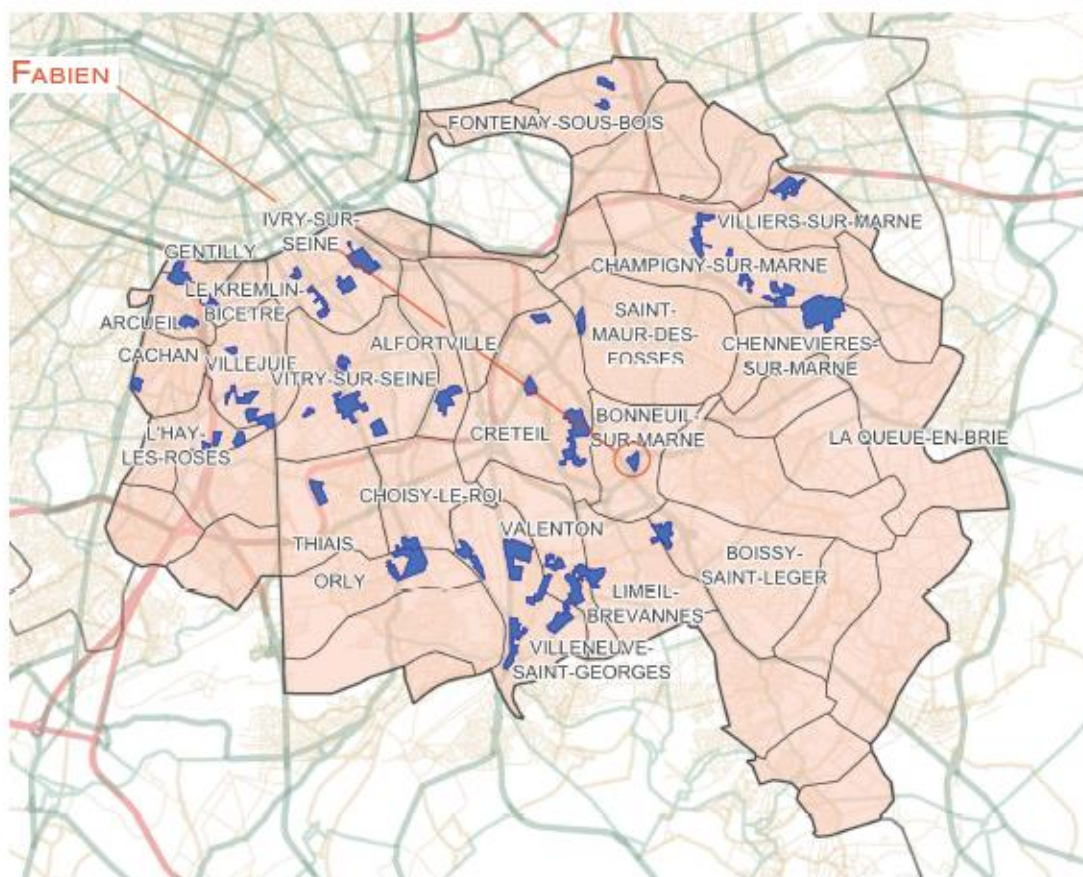 FABIEN
FONTENAY-SOUS-BOIS
IVRY-SUR-
SEINE
VILLIERS-SUR-MARNE
GENTILLY
CHAMPIGNY-SUR-MARNE
LE KREMLIN-
BICETRE
ARCUEIL
SAINT-
MAUR-DES-
FOSSES
ALFORTVILLE
CHENNEVIERES-
SUR-MARNE
CACHAN
VILLEJUIF
VITRY-SUR-SEINE
BONNEUIL-
SUR-MARNE
L'HAY-
LES-ROSES
CRETEIL
LA QUEUE-EN-BRIE
CHOISY-LE-ROI
VALENTON
THIAIS
BOISSY-
SAINT-LEGER
ORLY
LIMEIL-
BREVANNES
VILLENEUVE-
SAINT-GEORGES